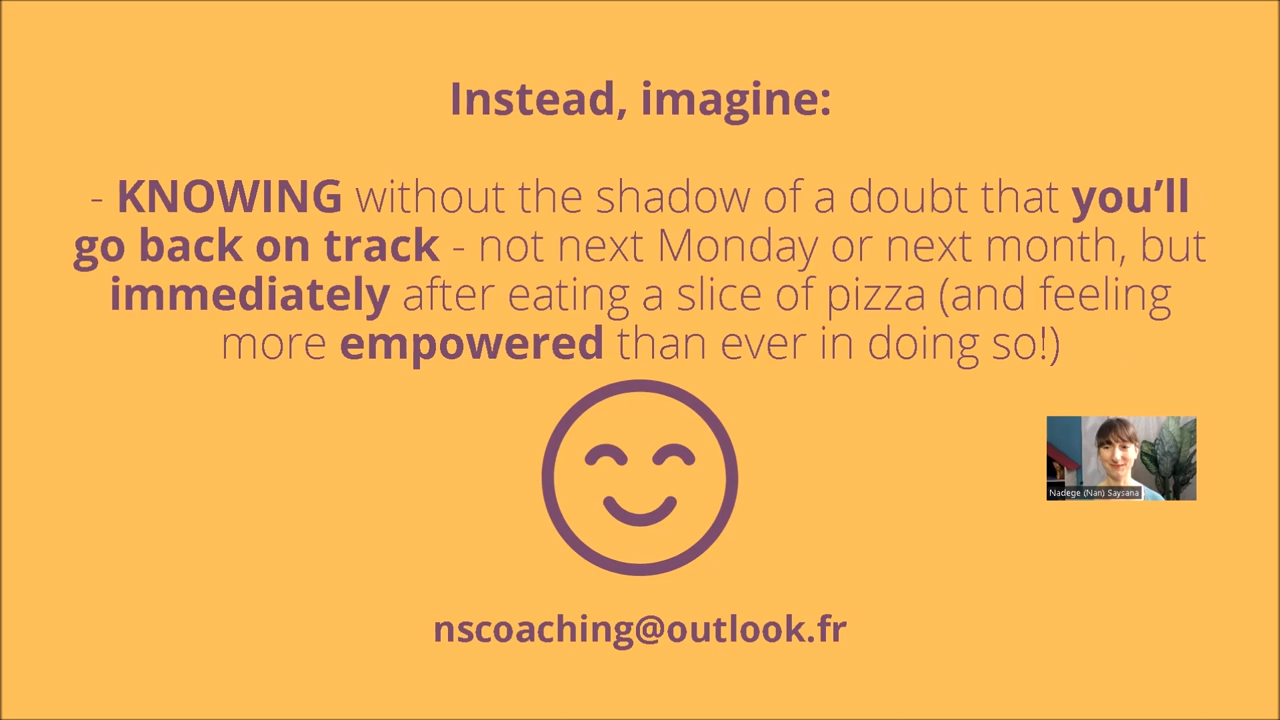 Instead, imagine:
- KNOWING without the shadow of a doubt that you’ll
go back on track - not next Monday or next month, but
immediately after eating a slice of pizza (and feeling
more empowered than ever in doing so!)
Nadege (Nan) Saysana
nscoaching@outlook.fr